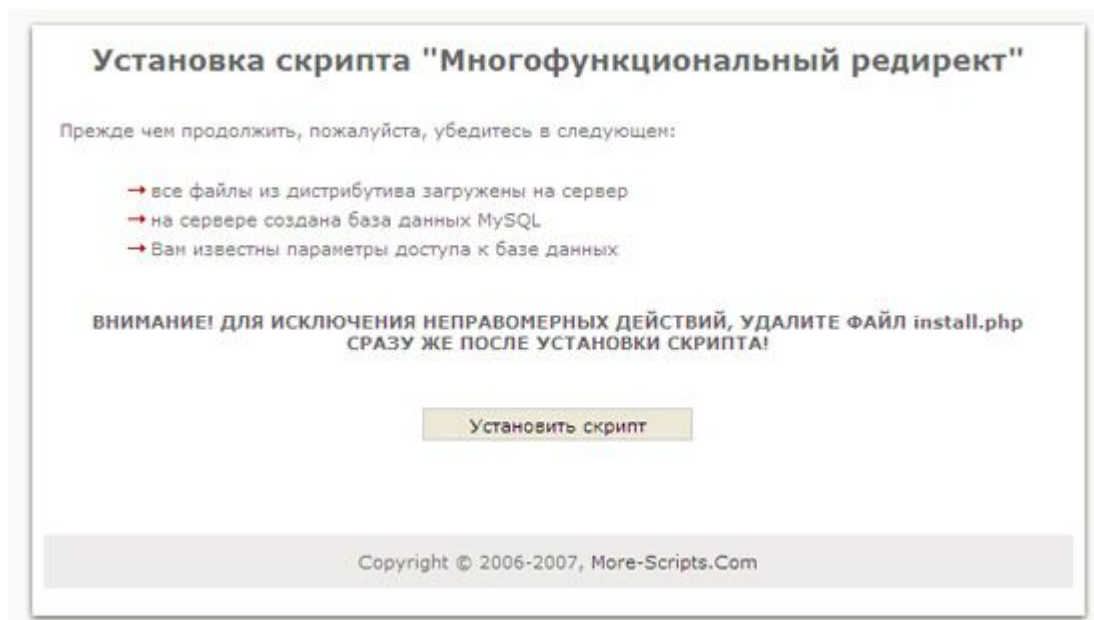 Установка скрипта "Многофункциональный редирект"
Прежде чем продолжить, пожалуйста, убедитесь в следующем:
все файлы из дистрибутива загружены на сервер
на сервере создана база данных MySQL
Вам известны параметры доступа к базе данных
ВНИМАНИЕ! ДЛЯ ИСКЛЮЧЕНИЯ НЕПРАВОМЕРНЫХ ДЕЙСТВИЙ, УДАЛИТЕ ФАЙЛ install.php
СРАЗУ ЖЕ ПОСЛЕ УСТАНОВКИ СКРИПТА!
Установить скрипт
Copyright © 2006-2007, More-Scripts.Com